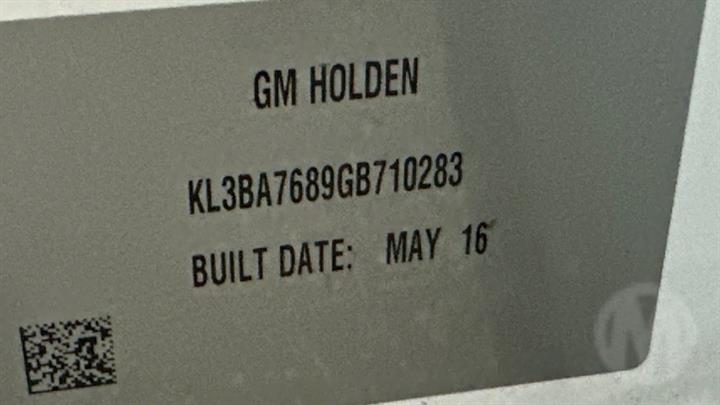 GM HOLDEN
KL3BA7689GB710283
BUILT DATE: MAY 16